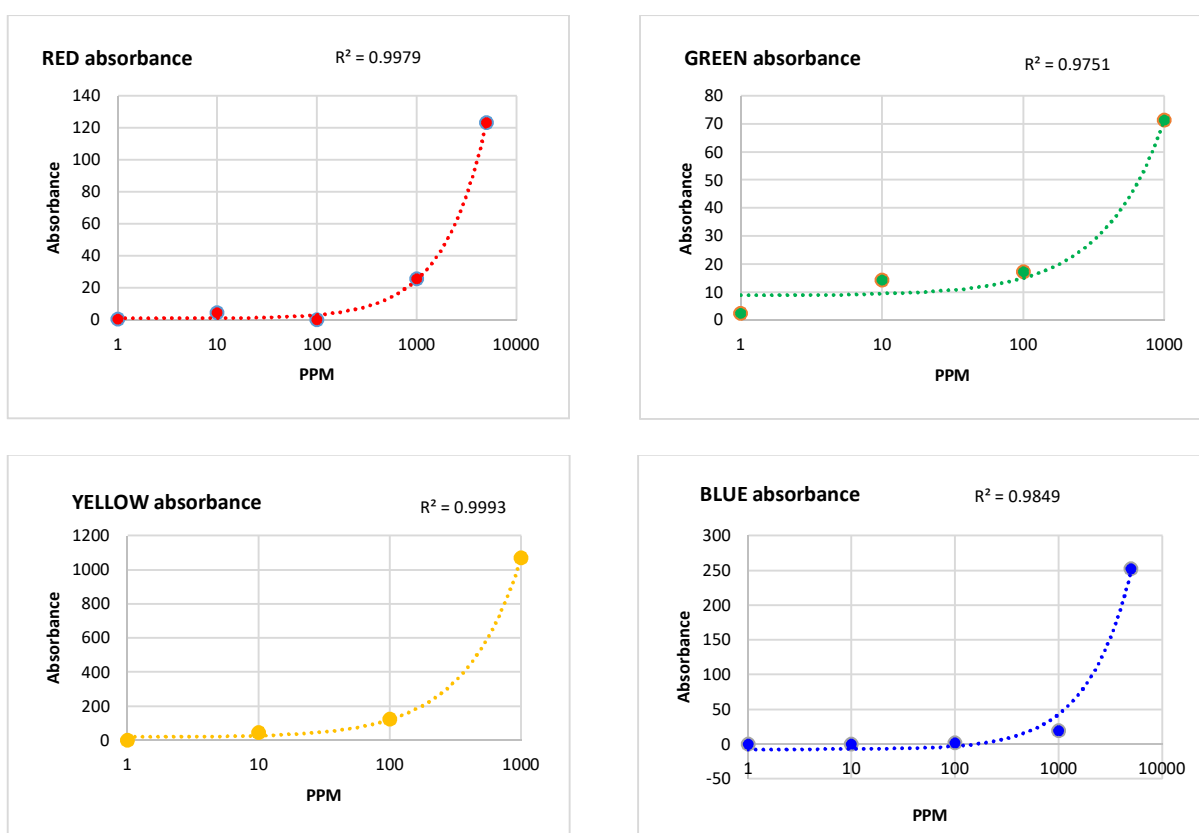 RED absorbance
R² = 0.9979
140
120
100
80
60
40
20
0
Absorbance
1 10 100 1000 10000
PPM
GREEN absorbance
R² = 0.9751
80
70
60
50
40
30
20
10
0
Absorbance
1 10 100 1000
PPM
YELLOW absorbance
R² = 0.9993
1200
1000
800
600
400
200
0
Absorbance
1 10 100 1000
PPM
BLUE absorbance
R² = 0.9849
300
250
200
150
100
50
0
-50
Absorbance
1 10 100 1000 10000
PPM